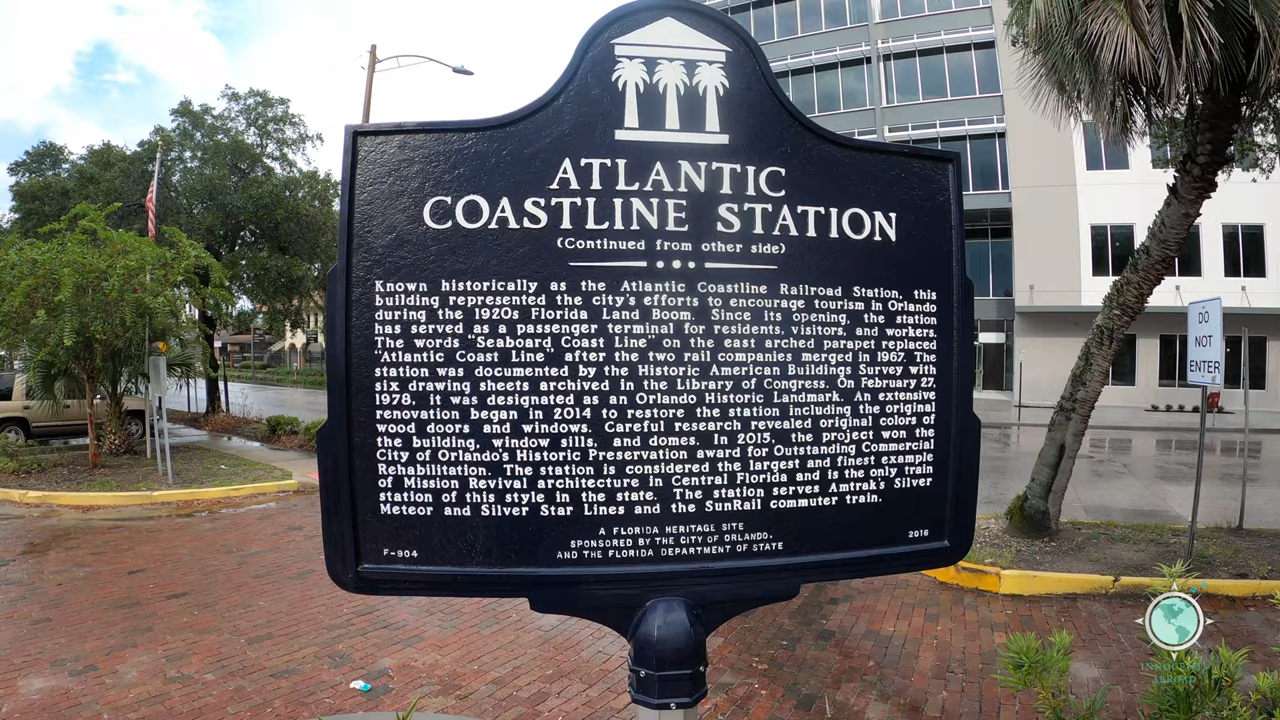 ATLANTIC
COASTLINE STATION
(Continued from other side)
Known historically as the Atlantic Coastline Railroad Station, this
building represented the city's efforts to encourage tourism in Orlando
during the 1920s Florida Land Boom. Since its opening, the station
has served as a passenger terminal for residents, visitors, and workers.
The words "Seaboard Coast Line" on the east arched parapet replaced
"Atlantic Coast Line" after the two rail companies merged in 1967. The
station was documented by the Historic American Buildings Survey with
six drawing sheets archived in the Library of Congress. On February 27,
1978, it was designated as an Orlando Historic Landmark. An extensive
renovation began in 2014 to restore the station including the original
wood doors and windows. Careful research revealed original colors of
the building, window sills, and domes. In 2015, the project won the
City of Orlando's Historic Preservation award for Outstanding Commercial
Rehabilitation. The station is considered the largest and finest example
of Mission Revival architecture in Central Florida and is the only train
station of this style in the state. The station serves Amtrak's Silver
Meteor and Silver Star Lines and the SunRail commuter train.
A FLORIDA HERITAGE SITE
SPONSORED BY THE CITY OF ORLANDO,
AND THE FLORIDA DEPARTMENT OF STATE
F-904
2016
DO
NOT
ENTER
INNOCENTS
ABROAD